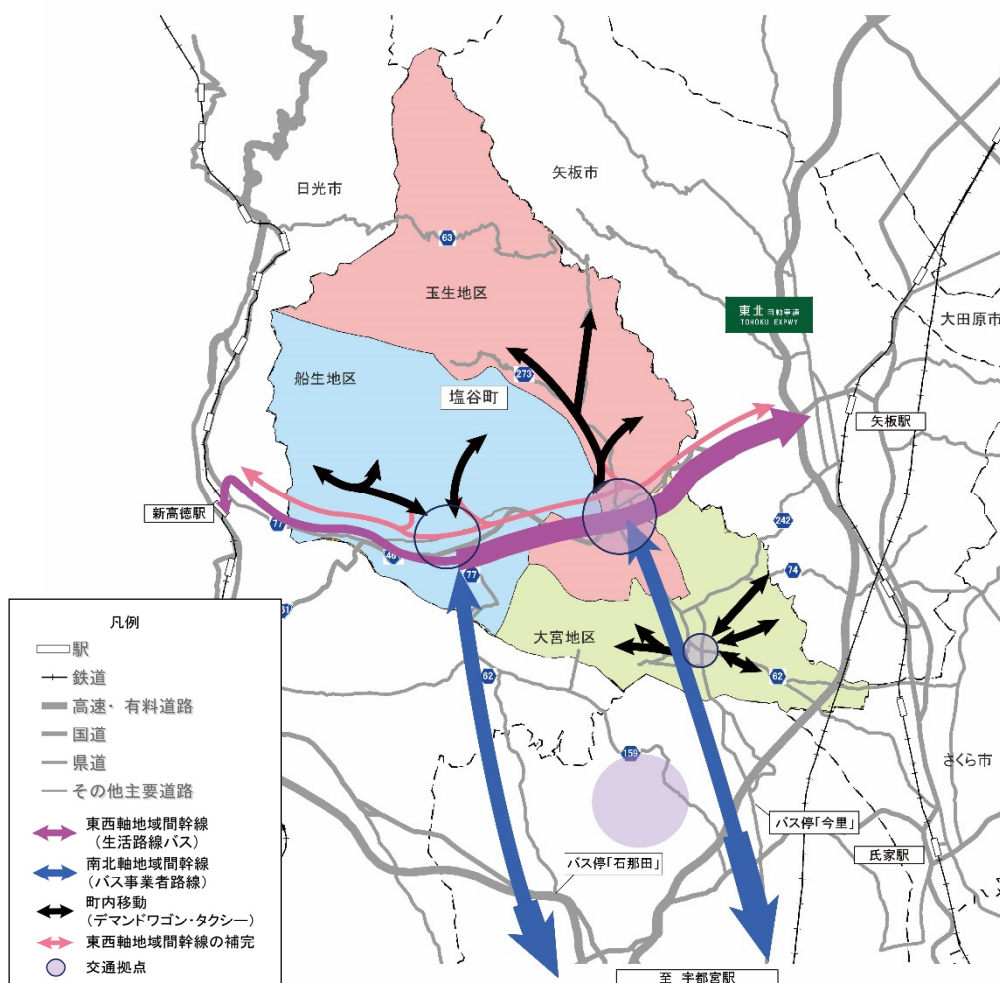 日光市
矢板市
63
玉生地区
東北 自動車道
TOHOKU EXPWY
大田原市
船生地区
273
塩谷町
矢板駅
新高徳駅
77
242
46
77
74
大宮地区
62
62
159
さくら市
バス停「今里」
バス停「石那田」
氏家駅
至 宇都宮駅
凡例
駅
鉄道
高速・有料道路
国道
県道
その他主要道路
東西軸地域間幹線
(生活路線バス)
南北軸地域間幹線
(バス事業者路線)
町内移動
(デマンドワゴン・タクシー)
東西軸地域間幹線の補完
交通拠点